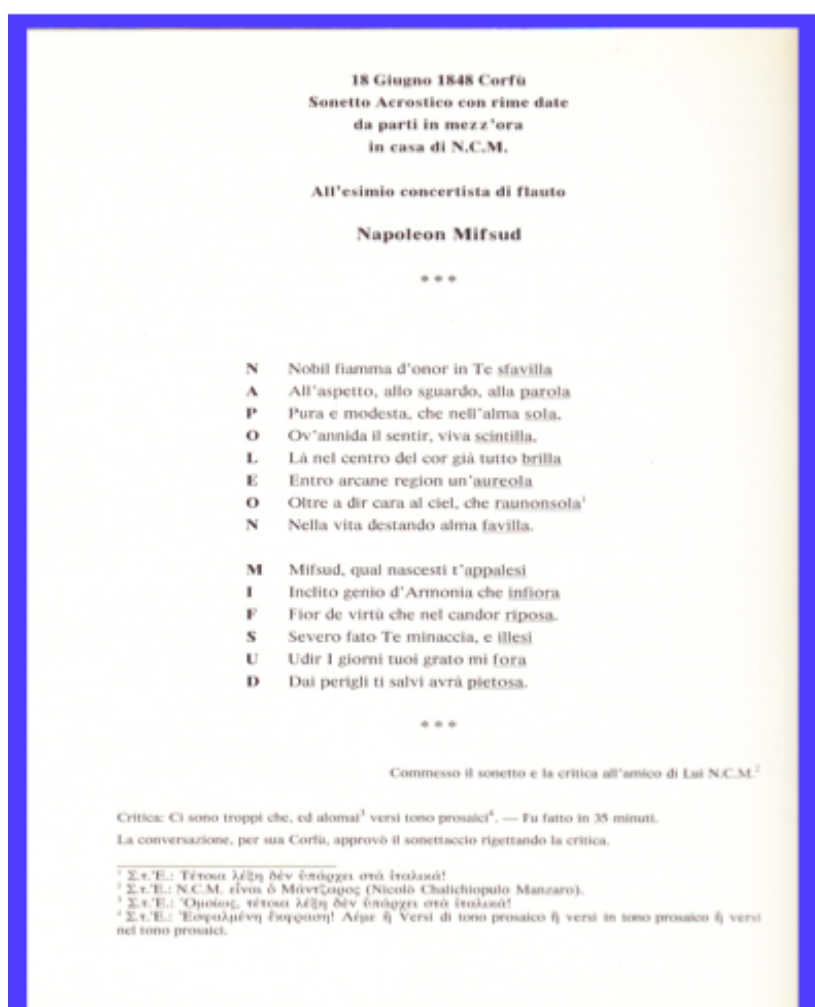 18 Giugno 1848 Corfù
Sonetto Acrostico con rime date
da parti in mezz'ora
in casa di N.C.M.
All'esimio concertista di flauto
Napoleon Mifsud
* * *
N Nobil fiamma d'onor in Te sfavilla
A All'aspetto, allo sguardo, alla parola
P Pura e modesta, che nell'alma sola,
O Ov'annida il sentir, viva scintilla,
L Là nel centro del cor già tutto brilla
E Entro arcane region un'aureola
O Oltre a dir cara al ciel, che raunonsola¹
N Nella vita destando alma favilla.
M Mifsud, qual nascesti t'appalesi
I Inclito genio d'Armonia che infiora
F Fior de virtù che nel candor riposa.
S Severo fato Te minaccia, e illesi
U Udir I giorni tuoi grato mi fora
D Dai perigli ti salvi avrà pietosa.
* * *
Commesso il sonetto e la critica all'amico di Lui N.C.M.²
Critica: Ci sono troppi che, ed alomai³ versi tono prosaici⁴. — Fu fatto in 35 minuti.
La conversazione, per sua Corfù, approvò il sonettaccio rigettando la critica.
¹ Σ.τ.Ἐ.: Τέτοια λέξη δὲν ὑπάρχει στὰ ἰταλικά!
² Σ.τ.Ἐ.: N.C.M. εἶναι ὁ Μάντζαρος (Nicolò Chalichiopulo Manzaro).
³ Σ.τ.Ἐ.: Ὁμοίως, τέτοια λέξη δὲν ὑπάρχει στὰ ἰταλικά!
⁴ Σ.τ.Ἐ.: Ἐσφαλμένη ἔκφραση! Λέμε ἢ Versi di tono prosaico ἢ versi in tono prosaico ἢ versi
nel tono prosaici.